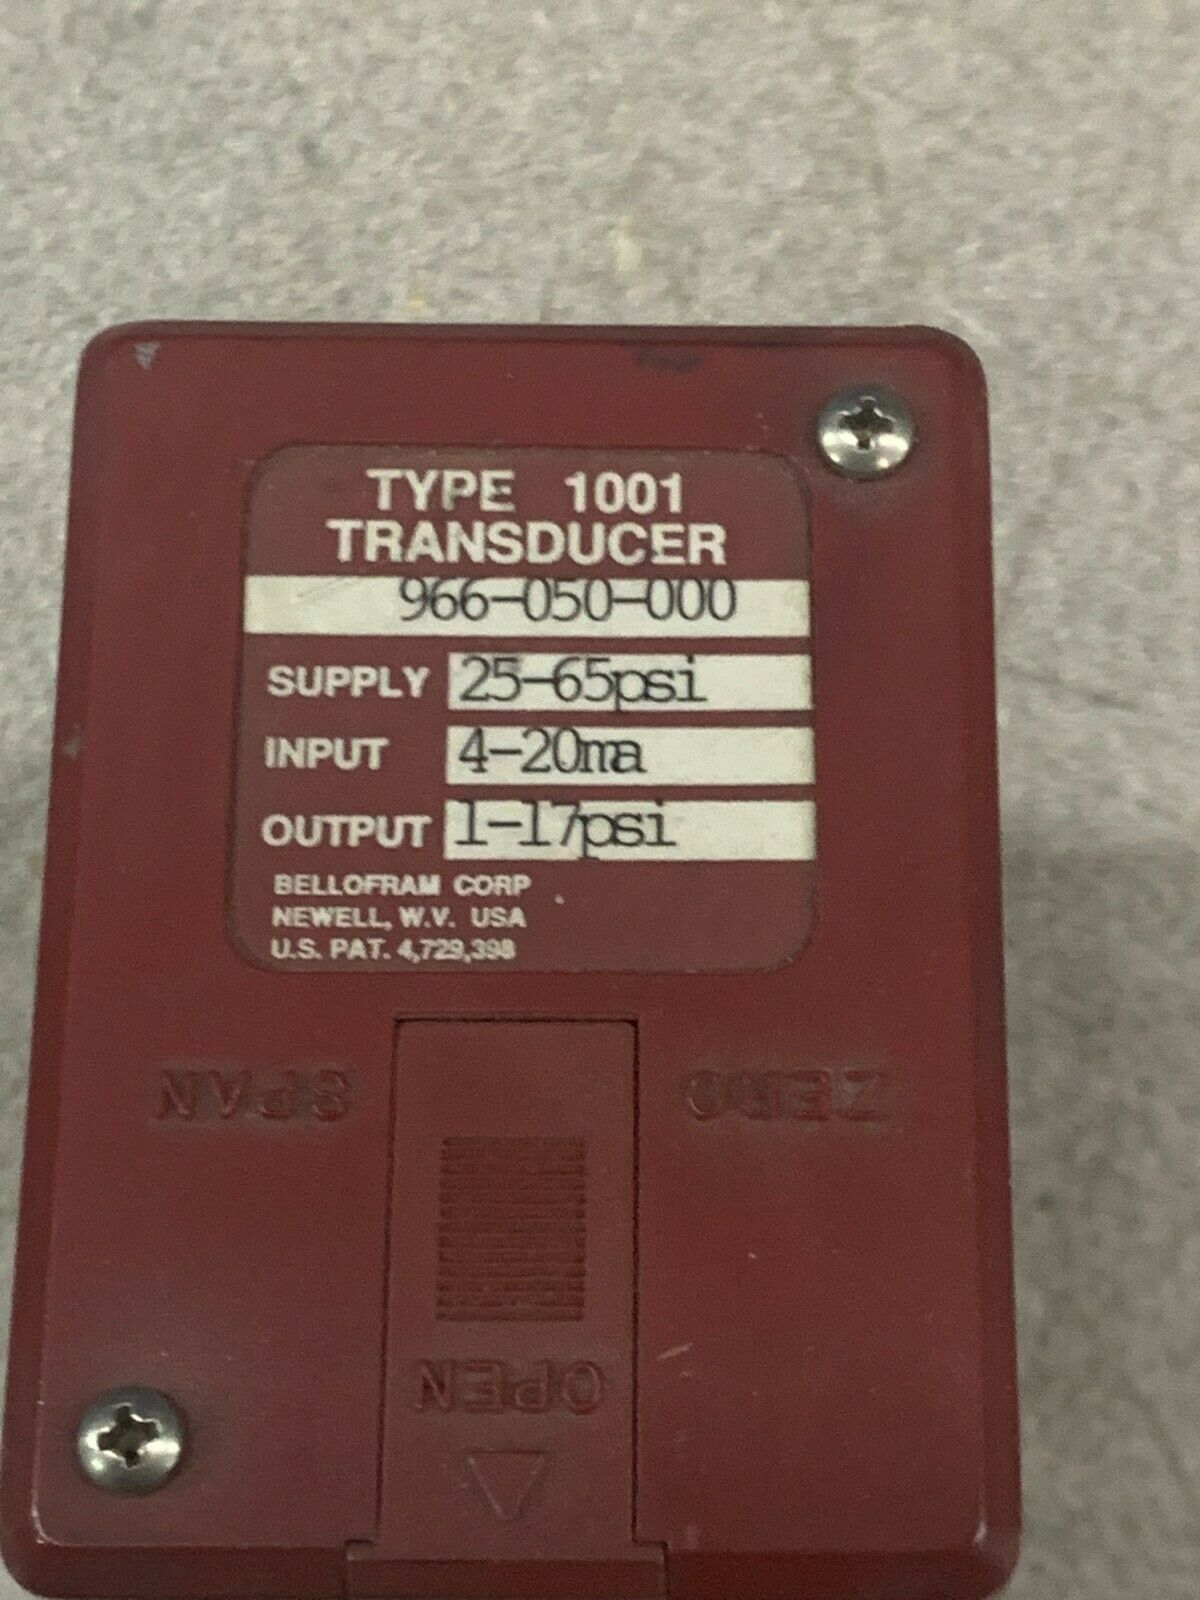 TYPE 1001
TRANSDUCER
966-050-000
SUPPLY 25-65psi
INPUT 4-20ma
OUTPUT 1-17psi
BELLOFRAM CORP
NEWELL, W.V. USA
U.S. PAT. 4,729,398
SPAN ZERO
OPEN